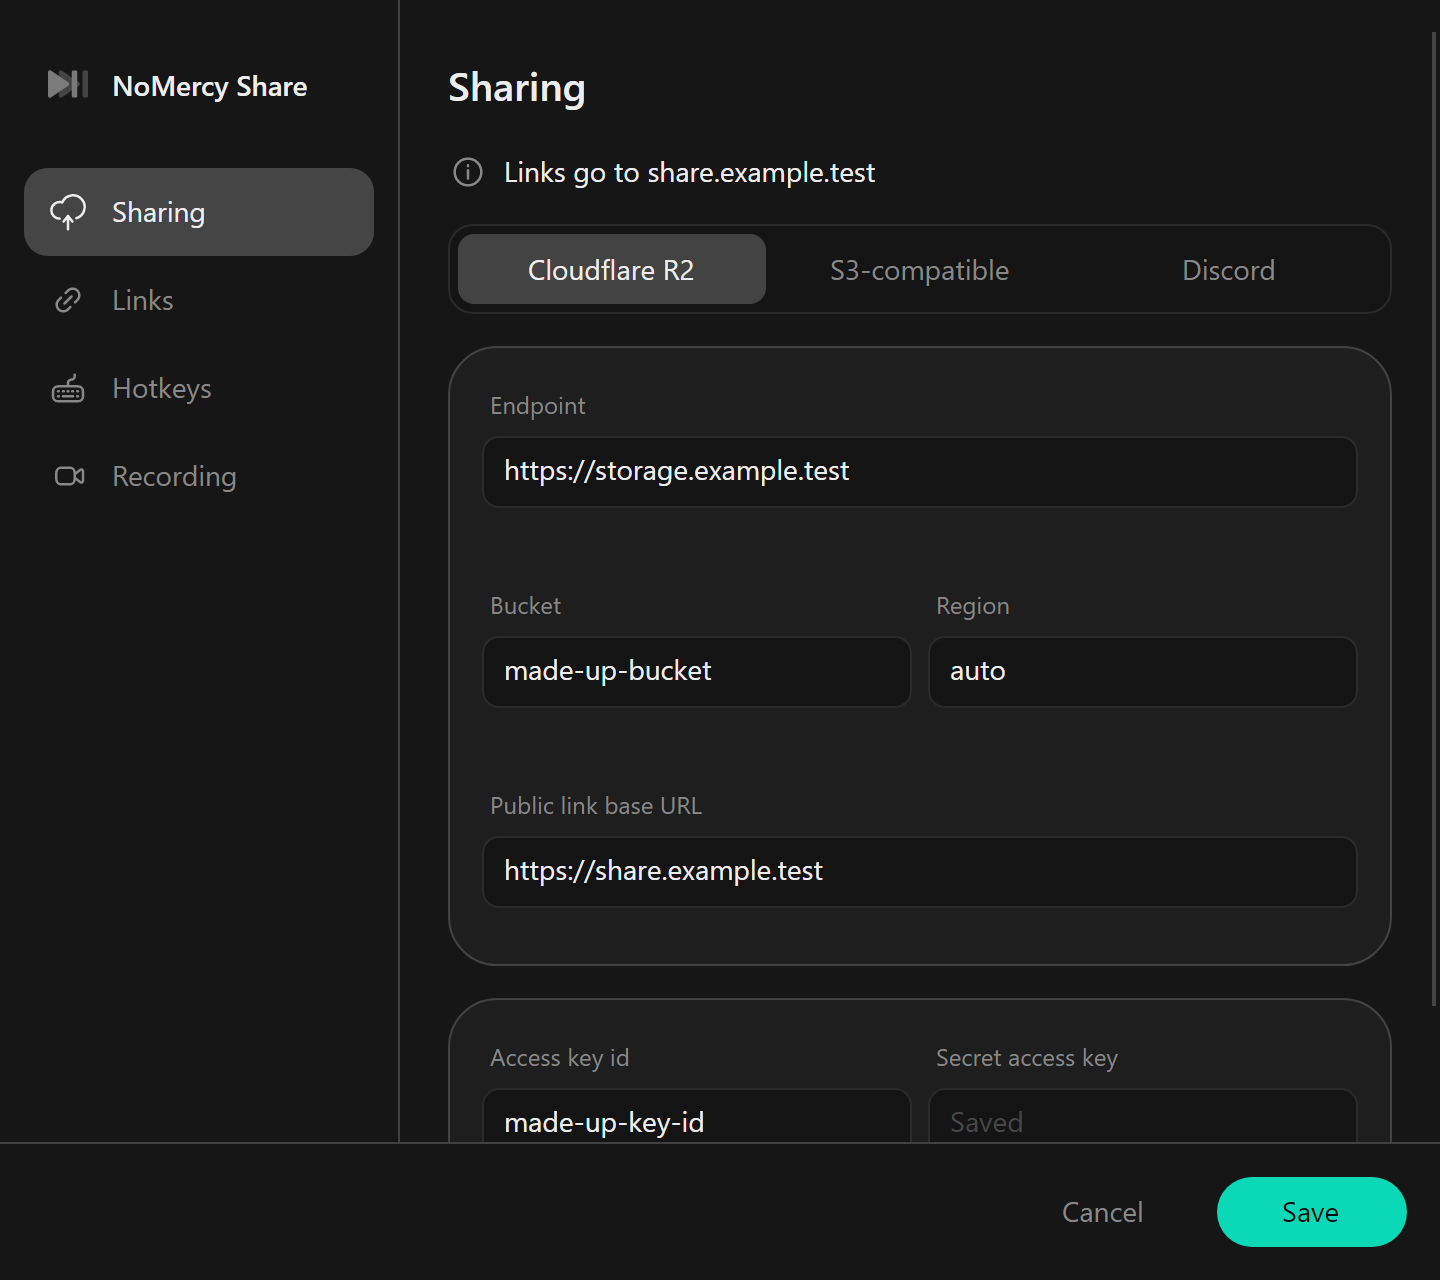 NoMercy Share
Sharing
Links
Hotkeys
Recording
Sharing
Links go to share.example.test
Cloudflare R2
S3-compatible
Discord
Endpoint
https://storage.example.test
Bucket
Region
made-up-bucket
auto
Public link base URL
https://share.example.test
Access key id
Secret access key
made-up-key-id
Saved
Cancel
Save